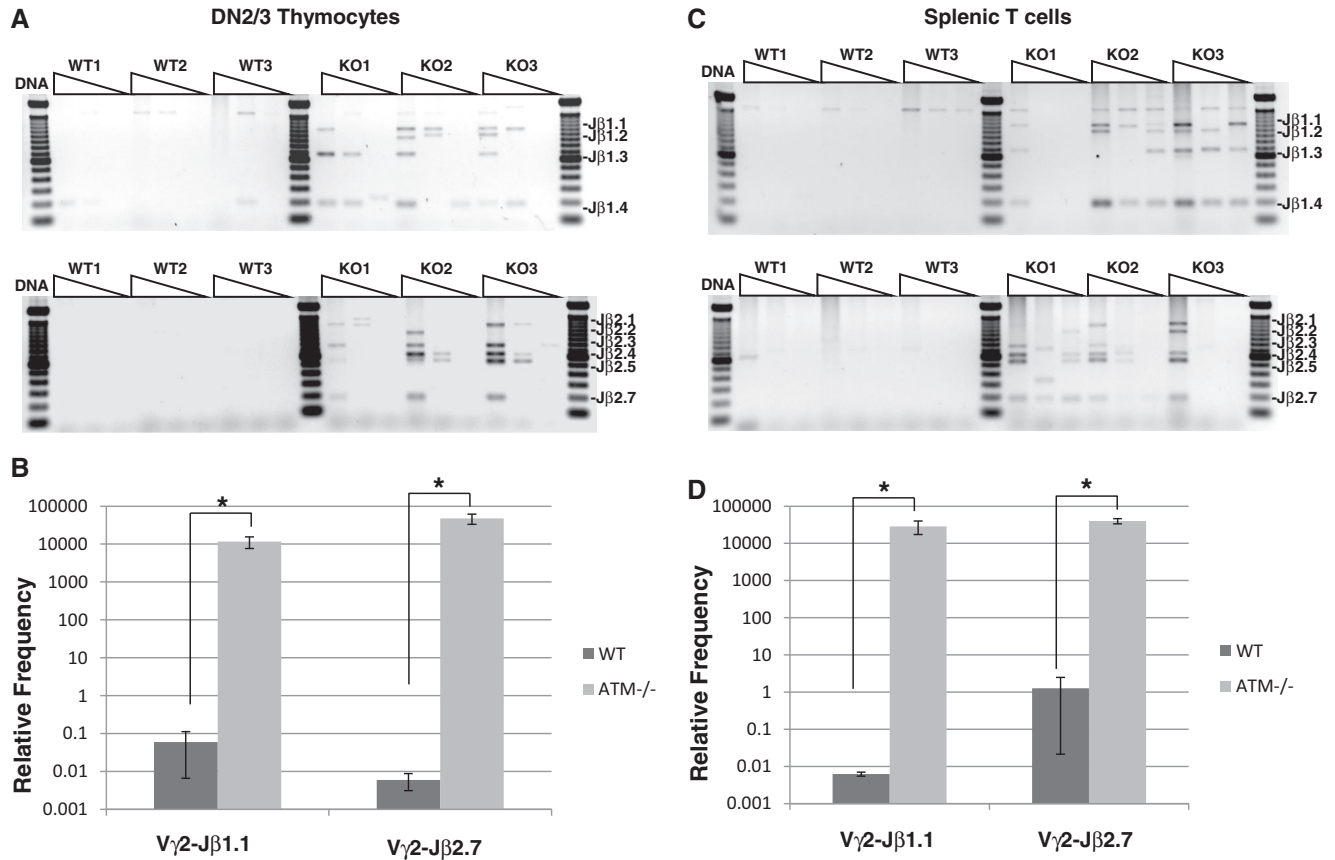 A
DN2/3 Thymocytes
DNA WT1 WT2 WT3 KO1 KO2 KO3
-Jβ1.1
-Jβ1.2
-Jβ1.3
-Jβ1.4
DNA WT1 WT2 WT3 KO1 KO2 KO3
-Jβ2.1
-Jβ2.2
-Jβ2.3
-Jβ2.4
-Jβ2.5
-Jβ2.7
B
Relative Frequency
100000
10000
1000
100
10
1
0.1
0.01
0.001
* *
Vγ2-Jβ1.1 Vγ2-Jβ2.7
WT
ATM-/-
C
Splenic T cells
DNA WT1 WT2 WT3 KO1 KO2 KO3
-Jβ1.1
-Jβ1.2
-Jβ1.3
-Jβ1.4
DNA WT1 WT2 WT3 KO1 KO2 KO3
-Jβ2.1
-Jβ2.2
-Jβ2.3
-Jβ2.4
-Jβ2.5
-Jβ2.7
D
Relative Frequency
100000
10000
1000
100
10
1
0.1
0.01
0.001
* *
Vγ2-Jβ1.1 Vγ2-Jβ2.7
WT
ATM-/-